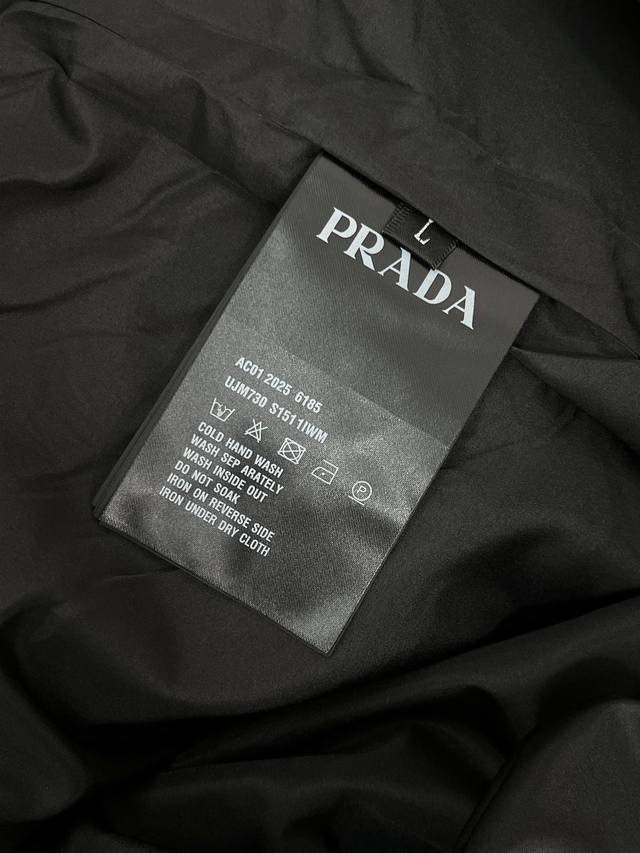 L
PRADA
AC01 2025 6185
UJM730 S1511IWM
P
COLD HAND WASH
WASH SEP ARATELY
WASH INSIDE OUT
DO NOT SOAK
IRON ON REVERSE SIDE
IRON UNDER DRY CLOTH